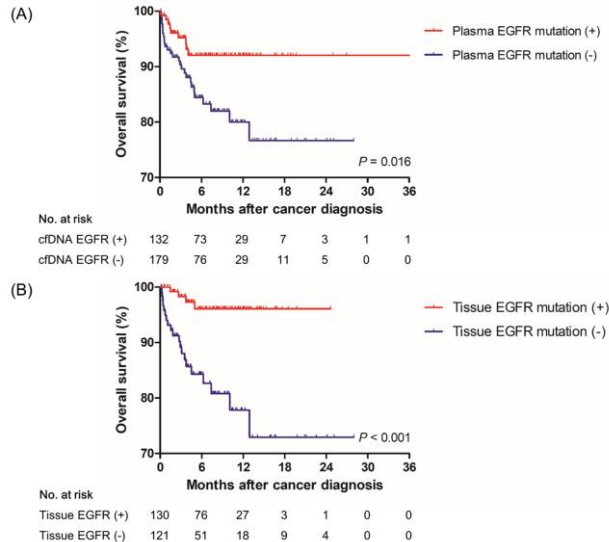 (A)
100
90
80
70
Overall survival (%)
Plasma EGFR mutation (+)
Plasma EGFR mutation (-)
P = 0.016
0 6 12 18 24 30 36
Months after cancer diagnosis
No. at risk
cfDNA EGFR (+) 132 73 29 7 3 1 1
cfDNA EGFR (-) 179 76 29 11 5 0 0
(B)
100
90
80
70
Overall survival (%)
Tissue EGFR mutation (+)
Tissue EGFR mutation (-)
P < 0.001
0 6 12 18 24 30 36
Months after cancer diagnosis
No. at risk
Tissue EGFR (+) 130 76 27 3 1 0 0
Tissue EGFR (-) 121 51 18 9 4 0 0